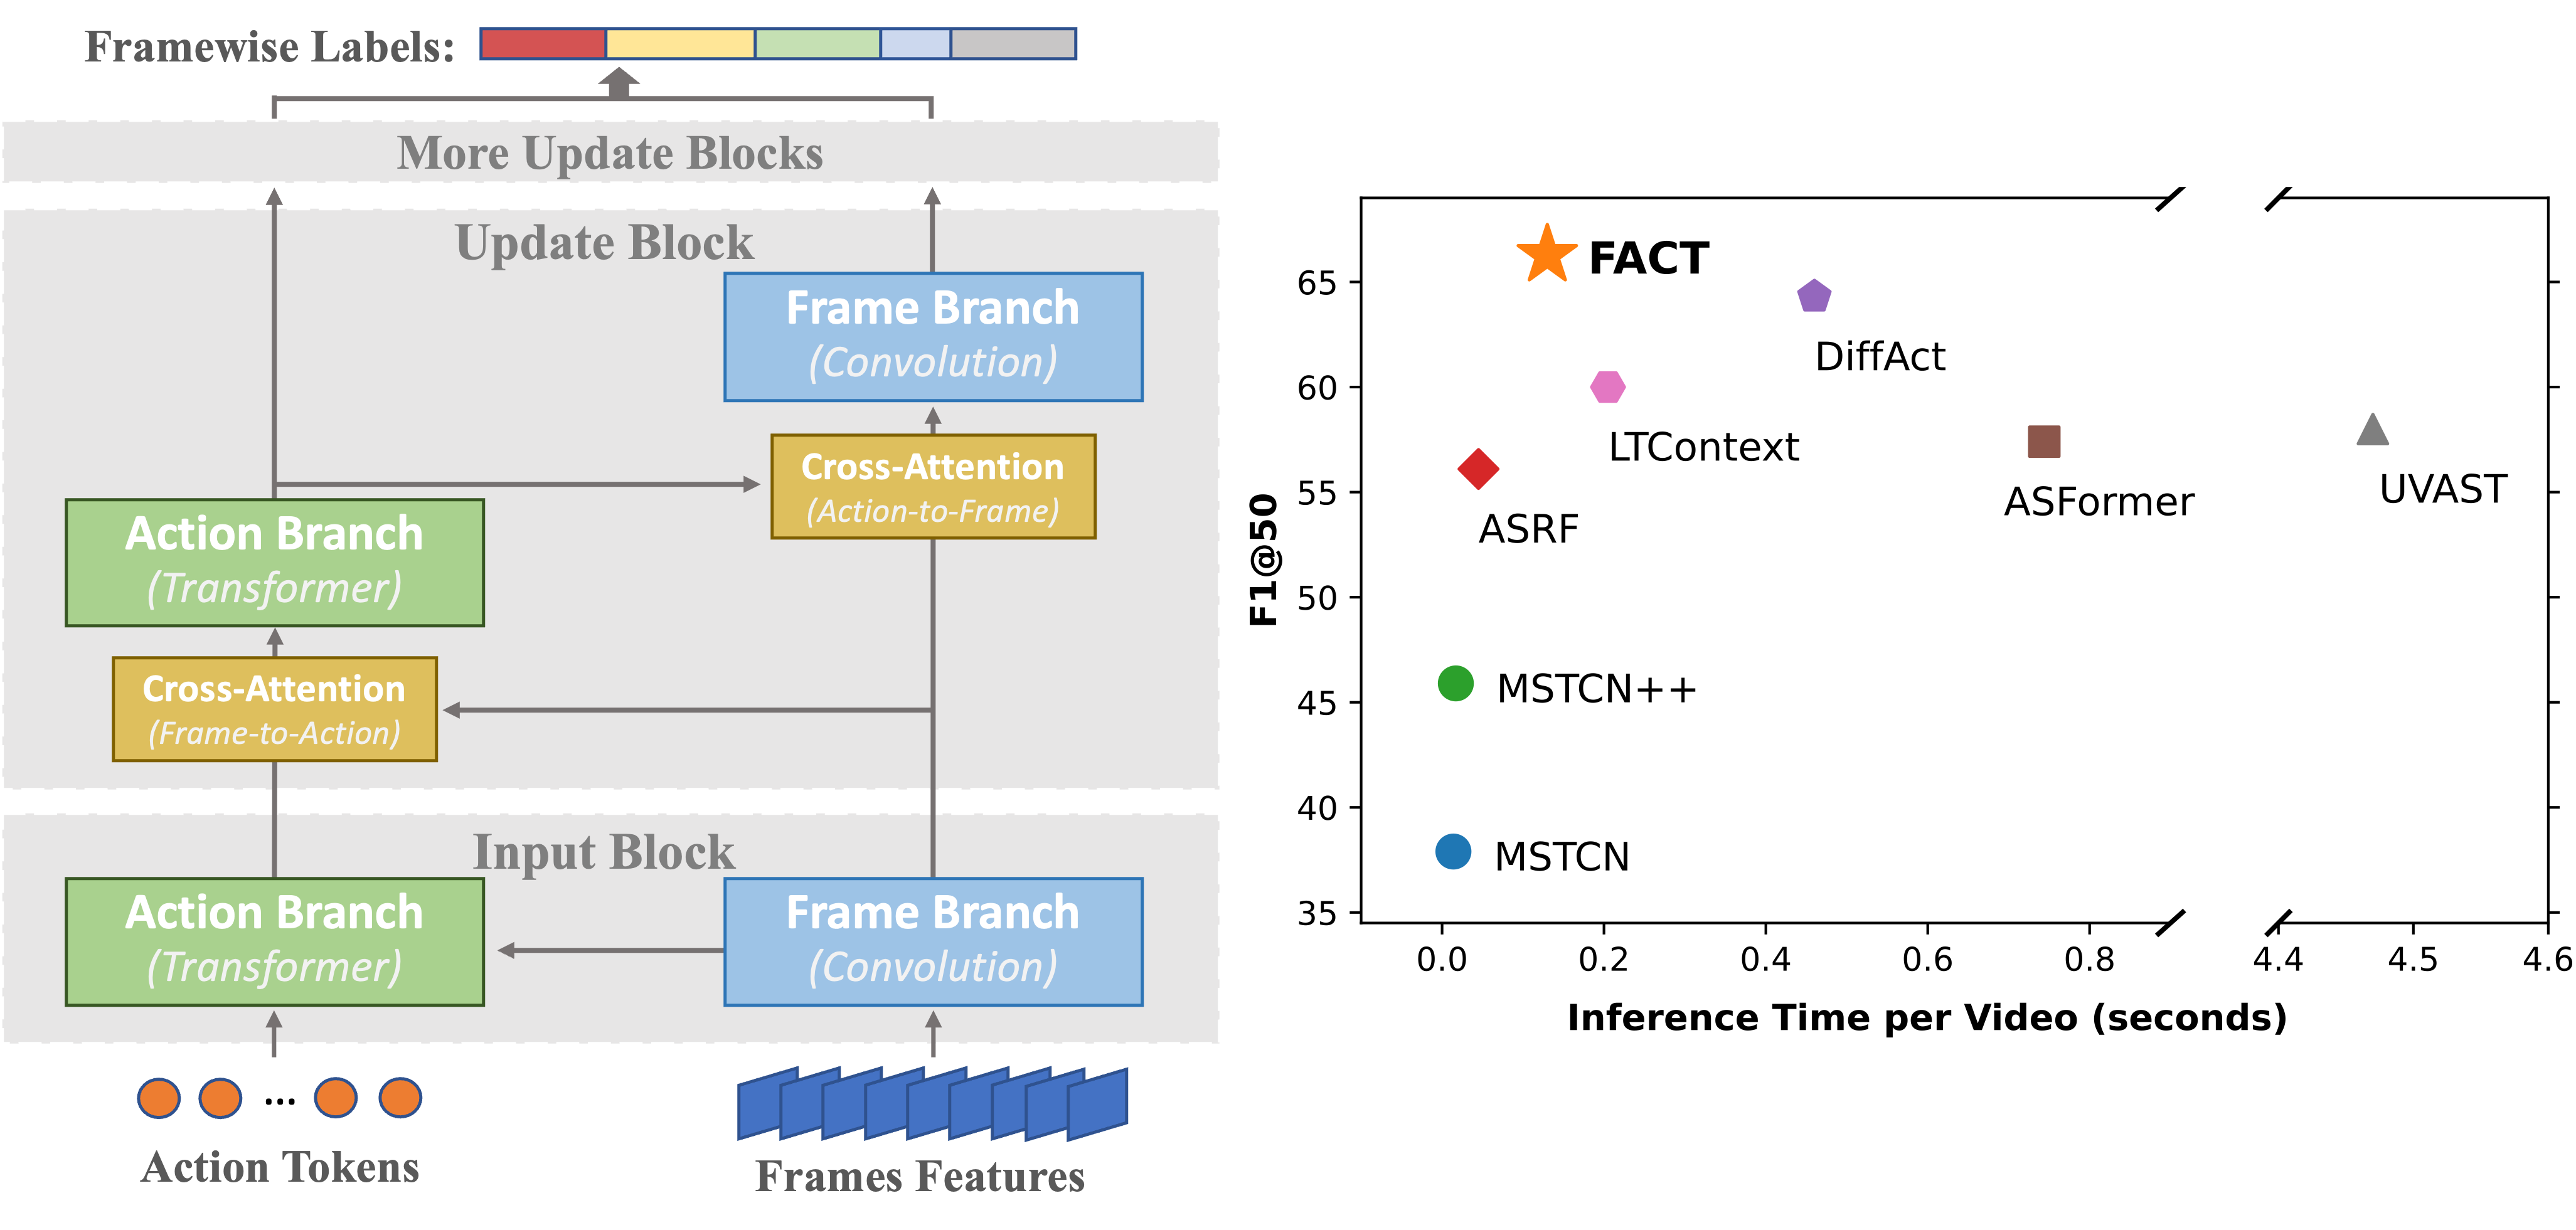 Framewise Labels:
More Update Blocks
Update Block
Frame Branch
(Convolution)
Cross-Attention
(Action-to-Frame)
Action Branch
(Transformer)
Cross-Attention
(Frame-to-Action)
Input Block
Action Branch
(Transformer)
Frame Branch
(Convolution)
...
Action Tokens
Frames Features
F1@50
65
60
55
50
45
40
35
FACT
DiffAct
LTContext
ASRF
ASFormer
UVAST
MSTCN++
MSTCN
0.0 0.2 0.4 0.6 0.8 4.4 4.5 4.6
Inference Time per Video (seconds)